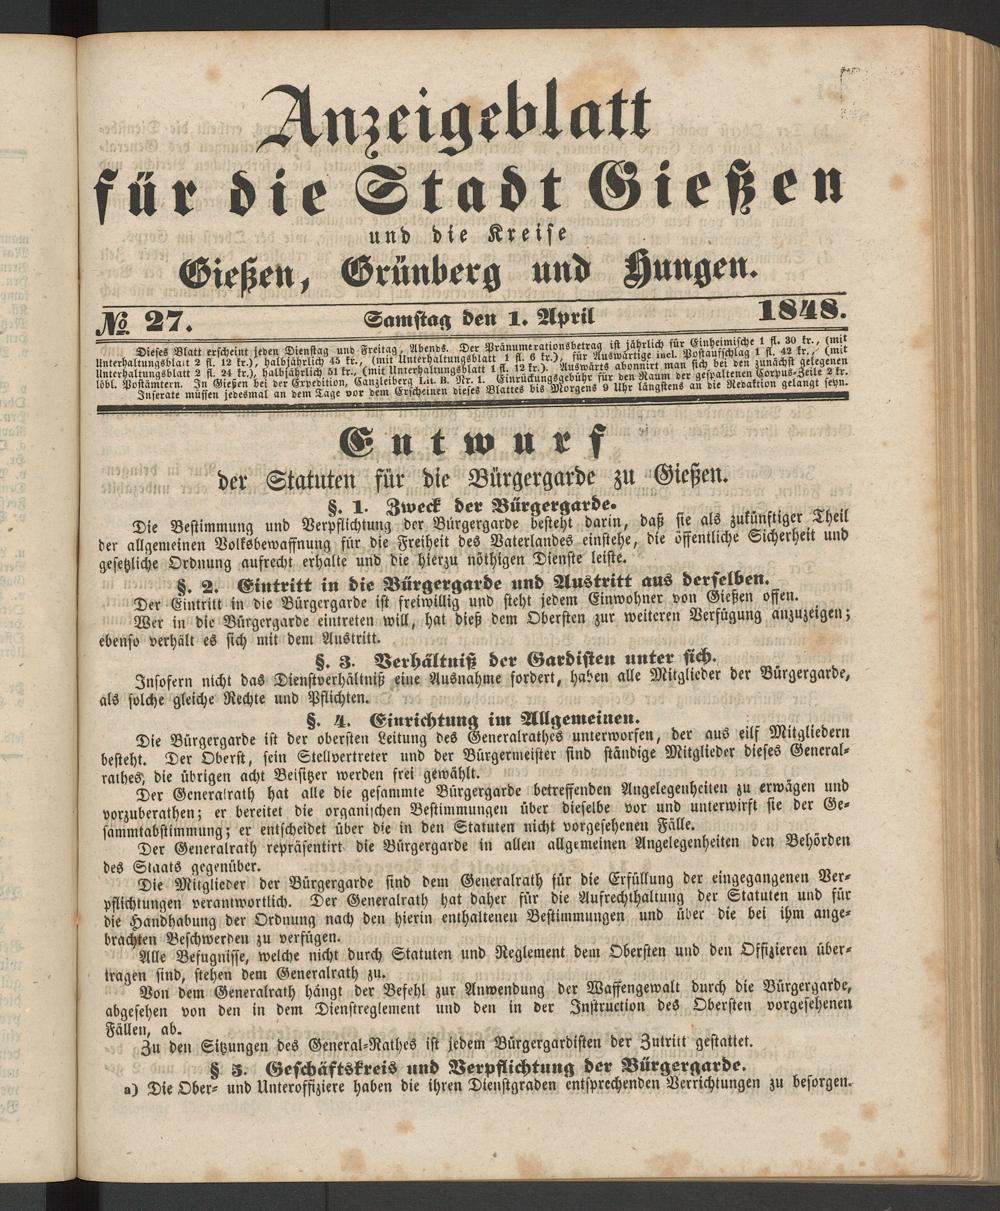 Anzeigeblatt
für die Stadt Gießen
und die Kreise
Gießen, Grünberg und Hungen.
№ 27. Samstag den 1. April 1848.
Dieses Blatt erscheint jeden Dienstag und Freitag, Abends. Der Pränumerationsbetrag ist jährlich für Einheimische 1 fl. 30 kr., (mit
Unterhaltungsblatt 2 fl. 12 kr.), halbjährlich 45 kr., (mit Unterhaltungsblatt 1 fl. 6 kr.), für Auswärtige incl. Postaufschlag 1 fl. 42 kr., (mit
Unterhaltungsblatt 2 fl. 24 kr.), halbjährlich 51 kr., (mit Unterhaltungsblatt 1 fl. 12 kr.). Auswärts abonnirt man sich bei den zunächst gelegenen
löbl. Postämtern. In Gießen bei der Expedition, Canzleiberg Lit. B. Nr. 1. Einrückungsgebühr für den Raum der gespaltenen Corpus-Zeile 2 kr.
Inserate müssen jedesmal an dem Tage vor dem Erscheinen dieses Blattes bis Morgens 9 Uhr längstens an die Redaktion gelangt seyn.
Entwurf
der Statuten für die Bürgergarde zu Gießen.
§. 1. Zweck der Bürgergarde.
Die Bestimmung und Verpflichtung der Bürgergarde besteht darin, daß sie als zukünftiger Theil
der allgemeinen Volksbewaffnung für die Freiheit des Vaterlandes einstehe, die öffentliche Sicherheit und
gesetzliche Ordnung aufrecht erhalte und die hierzu nöthigen Dienste leiste.
§. 2. Eintritt in die Bürgergarde und Austritt aus derselben.
Der Eintritt in die Bürgergarde ist freiwillig und steht jedem Einwohner von Gießen offen.
Wer in die Bürgergarde eintreten will, hat dieß dem Obersten zur weiteren Verfügung anzuzeigen;
ebenso verhält es sich mit dem Austritt.
§. 3. Verhältniß der Gardisten unter sich.
Insofern nicht das Dienstverhältniß eine Ausnahme fordert, haben alle Mitglieder der Bürgergarde,
als solche gleiche Rechte und Pflichten.
§. 4. Einrichtung im Allgemeinen.
Die Bürgergarde ist der obersten Leitung des Generalrathes unterworfen, der aus eilf Mitgliedern
besteht. Der Oberst, sein Stellvertreter und der Bürgermeister sind ständige Mitglieder dieses General-
rathes, die übrigen acht Beisitzer werden frei gewählt.
Der Generalrath hat alle die gesammte Bürgergarde betreffenden Angelegenheiten zu erwägen und
vorzuberathen; er bereitet die organischen Bestimmungen über dieselbe vor und unterwirft sie der Ge-
sammtabstimmung; er entscheidet über die in den Statuten nicht vorgesehenen Fälle.
Der Generalrath repräsentirt die Bürgergarde in allen allgemeinen Angelegenheiten den Behörden
des Staats gegenüber.
Die Mitglieder der Bürgergarde sind dem Generalrath für die Erfüllung der eingegangenen Ver-
pflichtungen verantwortlich. Der Generalrath hat daher für die Aufrechthaltung der Statuten und für
die Handhabung der Ordnung nach den hierin enthaltenen Bestimmungen und über die bei ihm ange-
brachten Beschwerden zu verfügen.
Alle Befugnisse, welche nicht durch Statuten und Reglement dem Obersten und den Offizieren über-
tragen sind, stehen dem Generalrath zu.
Von dem Generalrath hängt der Befehl zur Anwendung der Waffengewalt durch die Bürgergarde,
abgesehen von den in dem Dienstreglement und den in der Instruction des Obersten vorgesehenen
Fällen, ab.
Zu den Sitzungen des General-Rathes ist jedem Bürgergardisten der Zutritt gestattet.
§ 5. Geschäftskreis und Verpflichtung der Bürgergarde.
a) Die Ober- und Unteroffiziere haben die ihren Dienstgraden entsprechenden Verrichtungen zu besorgen.